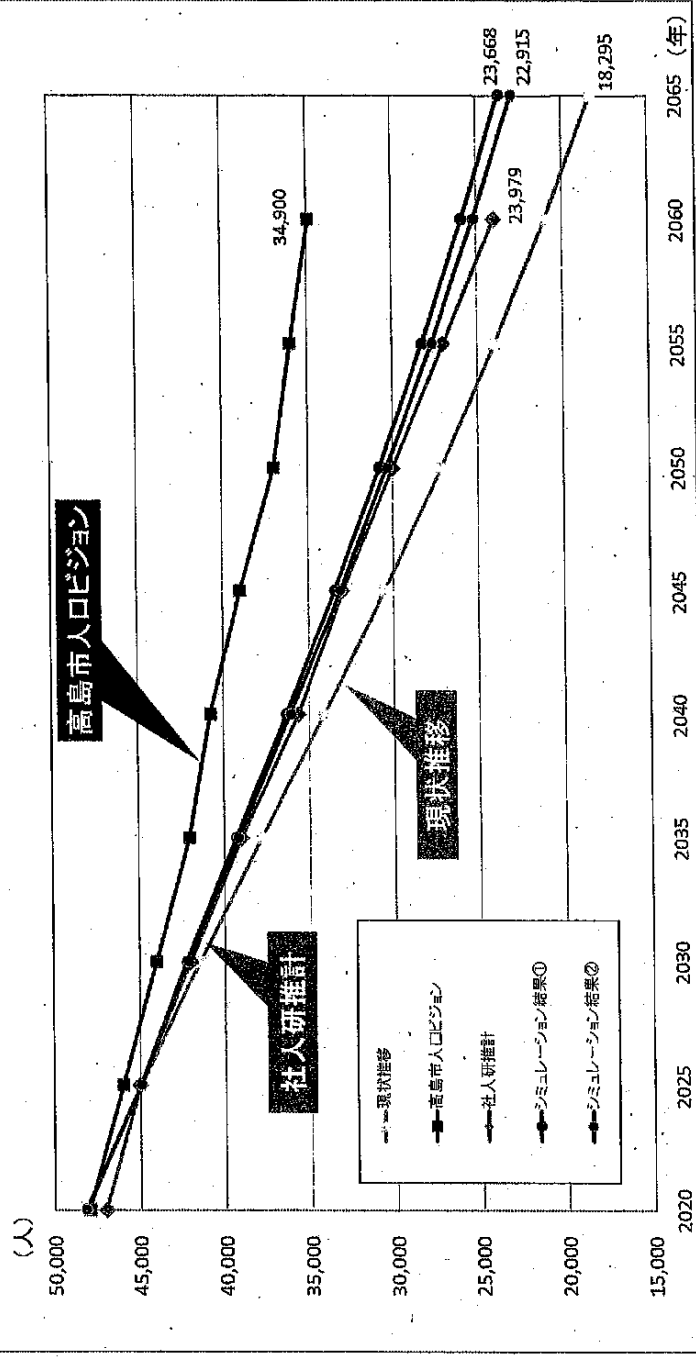 (人)
50,000
45,000
40,000
35,000
30,000
25,000
20,000
15,000
2020
2025
2030
2035
2040
2045
2050
2055
2060
2065
(年)
高島市人口ビジョン
社人研推計
現状推移
34,900
23,668
22,915
23,979
18,295
現状推移
高島市人口ビジョン
社人研推計
シミュレーション結果①
シミュレーション結果②